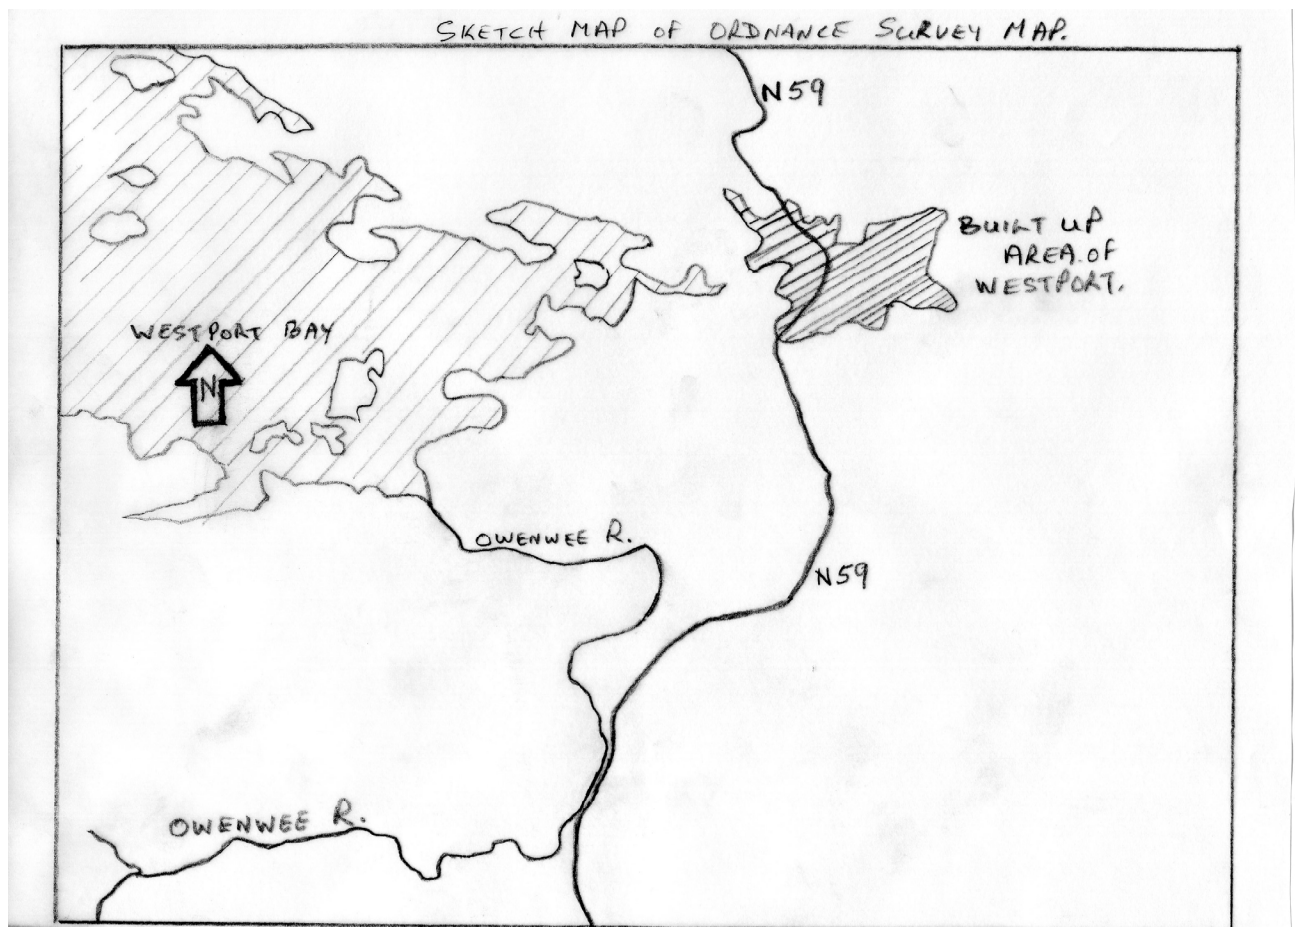 SKETCH MAP OF ORDNANCE SURVEY MAP.
N59
BUILT UP
AREA OF
WESTPORT.
WESTPORT BAY
N
OWENWEE R.
N59
OWENWEE R.